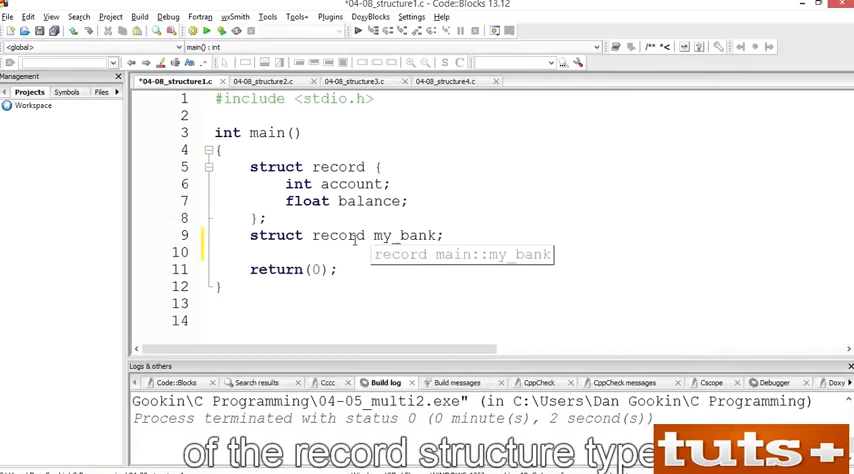 *04-08_structure1.c - Code::Blocks 13.12
File Edit View Search Project Build Debug Fortran wxSmith Tools Tools+ Plugins DoxyBlocks Settings Help
<global> main() : int /** *<
Management
Projects Symbols Files
Workspace
*04-08_structure1.c 04-08_structure2.c 04-08_structure3.c 04-08_structure4.c
1 #include <stdio.h>
2
3 int main()
4 {
5 struct record {
6 int account;
7 float balance;
8 };
9 struct record my_bank;
10 record main::my_bank
11 return(0);
12 }
13
14
Logs & others
Code::Blocks Search results Cccc Build log Build messages CppCheck CppCheck messages Cscope Debugger Doxy
Gookin\C Programming\04-05_multi2.exe" (in C:\Users\Dan Gookin\C Programming)
Process terminated with status 0 (0 minute(s), 2 second(s))
of the record structure type
tuts+